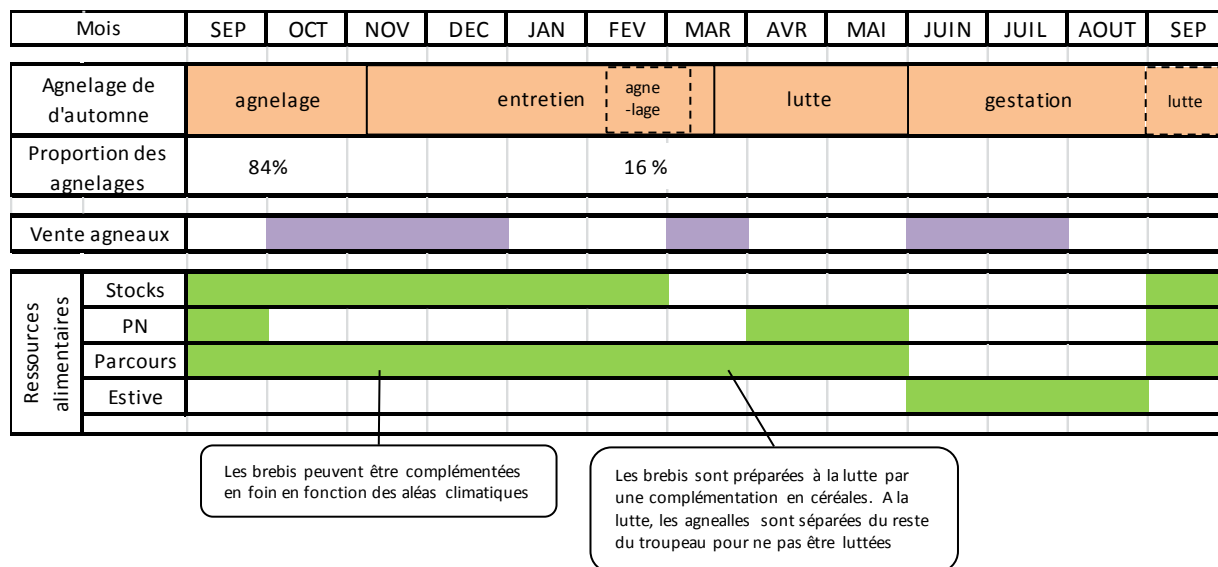 Mois SEP OCT NOV DEC JAN FEV MAR AVR MAI JUIN JUIL AOUT SEP
Agnelage de
d'automne
agnelage
entretien
agne
-lage
lutte
gestation
lutte
Proportion des
agnelages
84%
16 %
Vente agneaux
Ressources
alimentaires
Stocks
PN
Parcours
Estive
Les brebis peuvent être complémentées
en foin en fonction des aléas climatiques
Les brebis sont préparées à la lutte par
une complémentation en céréales. A la
lutte, les agnealles sont séparées du reste
du troupeau pour ne pas être luttées